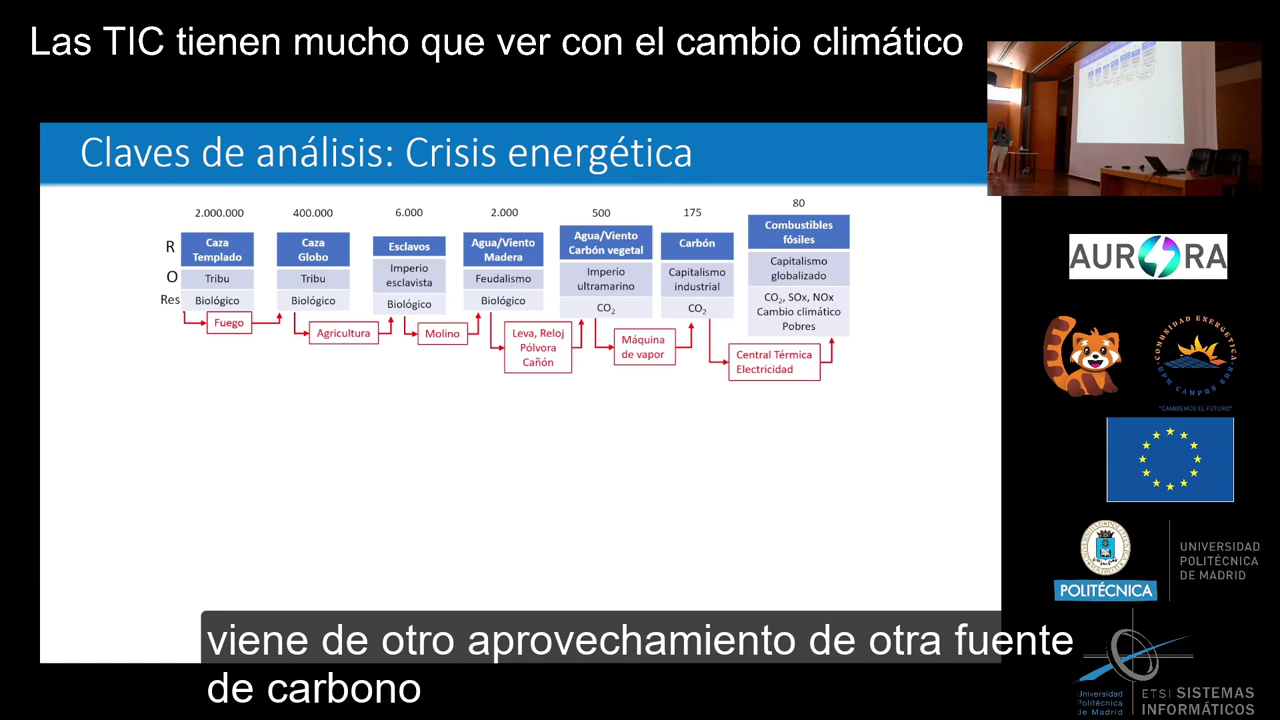 Las TIC tienen mucho que ver con el cambio climático
Claves de análisis: Crisis energética
2.000.000
400.000
6.000
2.000
500
175
80
R
O
Res
Caza
Templado
Tribu
Biológico
Caza
Globo
Tribu
Biológico
Esclavos
Imperio
esclavista
Biológico
Agua/Viento
Madera
Feudalismo
Biológico
Agua/Viento
Carbón vegetal
Imperio
ultramarino
CO₂
Carbón
Capitalismo
industrial
CO₂
Combustibles
fósiles
Capitalismo
globalizado
CO₂, SOx, NOx
Cambio climático
Pobres
Fuego
Agricultura
Molino
Leva, Reloj
Pólvora
Cañón
Máquina
de vapor
Central Térmica
Electricidad
AURORA
COMUNIDAD ENERGETICA
UPM CAMPUS SUR
"CAMBIEMOS EL FUTURO"
POLITÉCNICA
UNIVERSIDAD
POLITÉCNICA
DE MADRID
viene de otro aprovechamiento de otra fuente
de carbono
Universidad
Politécnica
de Madrid
ETSI SISTEMAS
INFORMÁTICOS